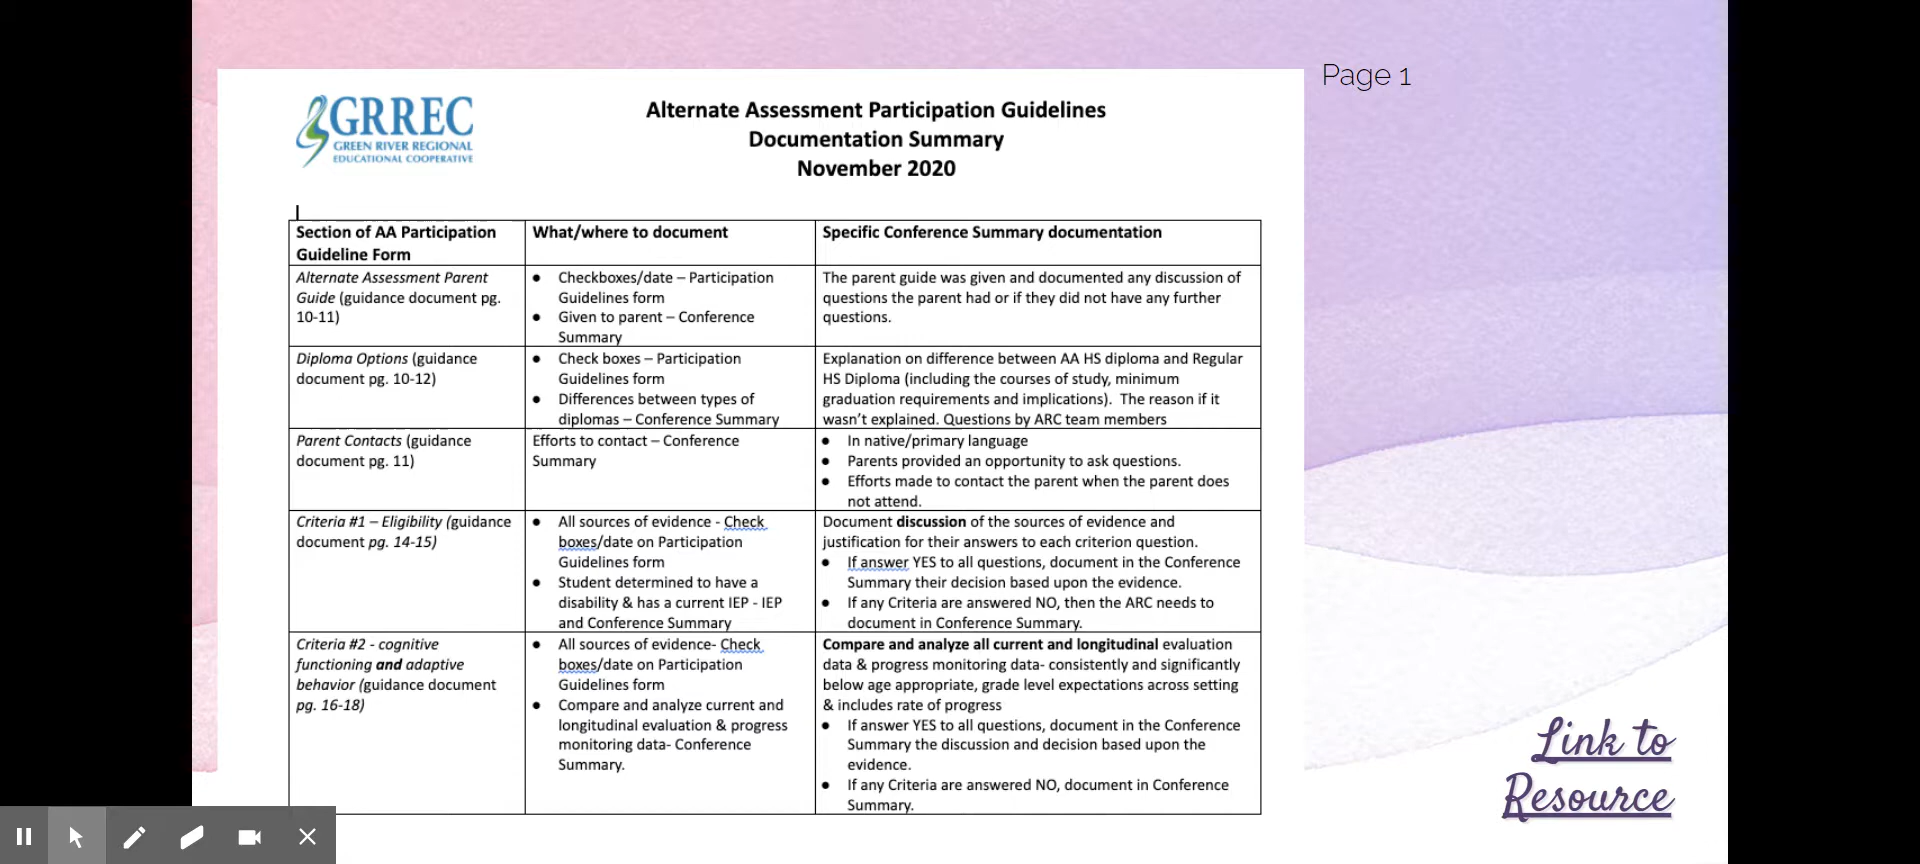 Page 1
GRREC
GREEN RIVER REGIONAL
EDUCATIONAL COOPERATIVE
Alternate Assessment Participation Guidelines
Documentation Summary
November 2020
Section of AA Participation
Guideline Form
What/where to document
Specific Conference Summary documentation
Alternate Assessment Parent
Guide (guidance document pg.
10-11)
● Checkboxes/date – Participation
Guidelines form
● Given to parent – Conference
Summary
The parent guide was given and documented any discussion of
questions the parent had or if they did not have any further
questions.
Diploma Options (guidance
document pg. 10-12)
● Check boxes – Participation
Guidelines form
● Differences between types of
diplomas – Conference Summary
Explanation on difference between AA HS diploma and Regular
HS Diploma (including the courses of study, minimum
graduation requirements and implications).  The reason if it
wasn't explained. Questions by ARC team members
Parent Contacts (guidance
document pg. 11)
Efforts to contact – Conference
Summary
● In native/primary language
● Parents provided an opportunity to ask questions.
● Efforts made to contact the parent when the parent does
not attend.
Criteria #1 – Eligibility (guidance
document pg. 14-15)
● All sources of evidence - Check
boxes/date on Participation
Guidelines form
● Student determined to have a
disability & has a current IEP - IEP
and Conference Summary
Document discussion of the sources of evidence and
justification for their answers to each criterion question.
● If answer YES to all questions, document in the Conference
Summary their decision based upon the evidence.
● If any Criteria are answered NO, then the ARC needs to
document in Conference Summary.
Criteria #2 - cognitive
functioning and adaptive
behavior (guidance document
pg. 16-18)
● All sources of evidence- Check
boxes/date on Participation
Guidelines form
● Compare and analyze current and
longitudinal evaluation & progress
monitoring data- Conference
Summary.
Compare and analyze all current and longitudinal evaluation
data & progress monitoring data- consistently and significantly
below age appropriate, grade level expectations across setting
& includes rate of progress
● If answer YES to all questions, document in the Conference
Summary the discussion and decision based upon the
evidence.
● If any Criteria are answered NO, document in Conference
Summary.
Link to
Resource